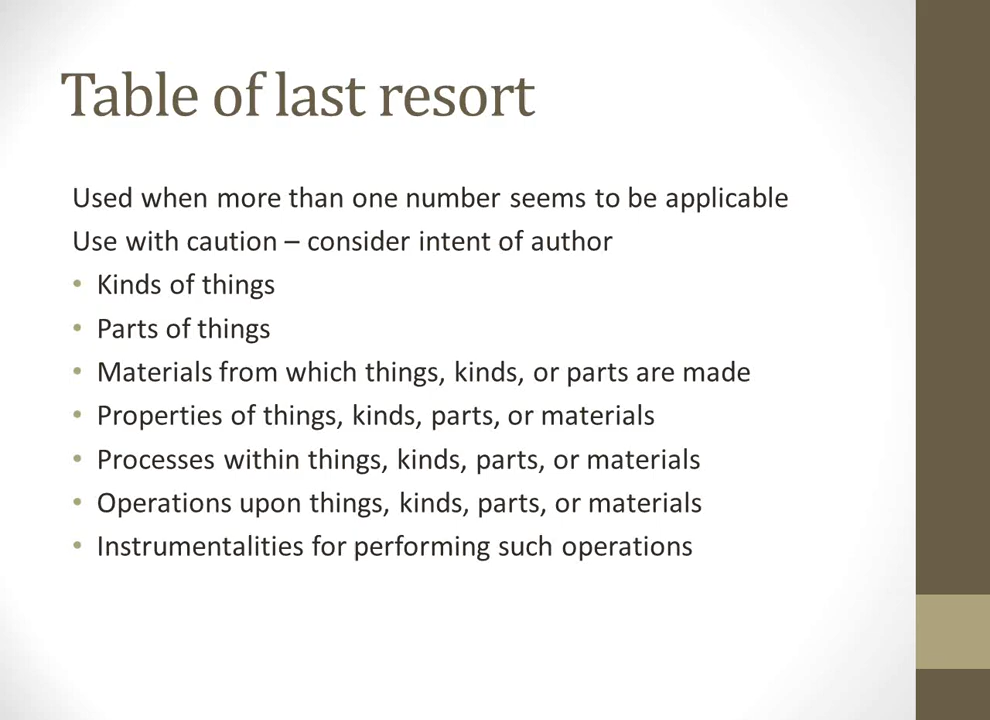 Table of last resort
Used when more than one number seems to be applicable
Use with caution – consider intent of author
• Kinds of things
• Parts of things
• Materials from which things, kinds, or parts are made
• Properties of things, kinds, parts, or materials
• Processes within things, kinds, parts, or materials
• Operations upon things, kinds, parts, or materials
• Instrumentalities for performing such operations